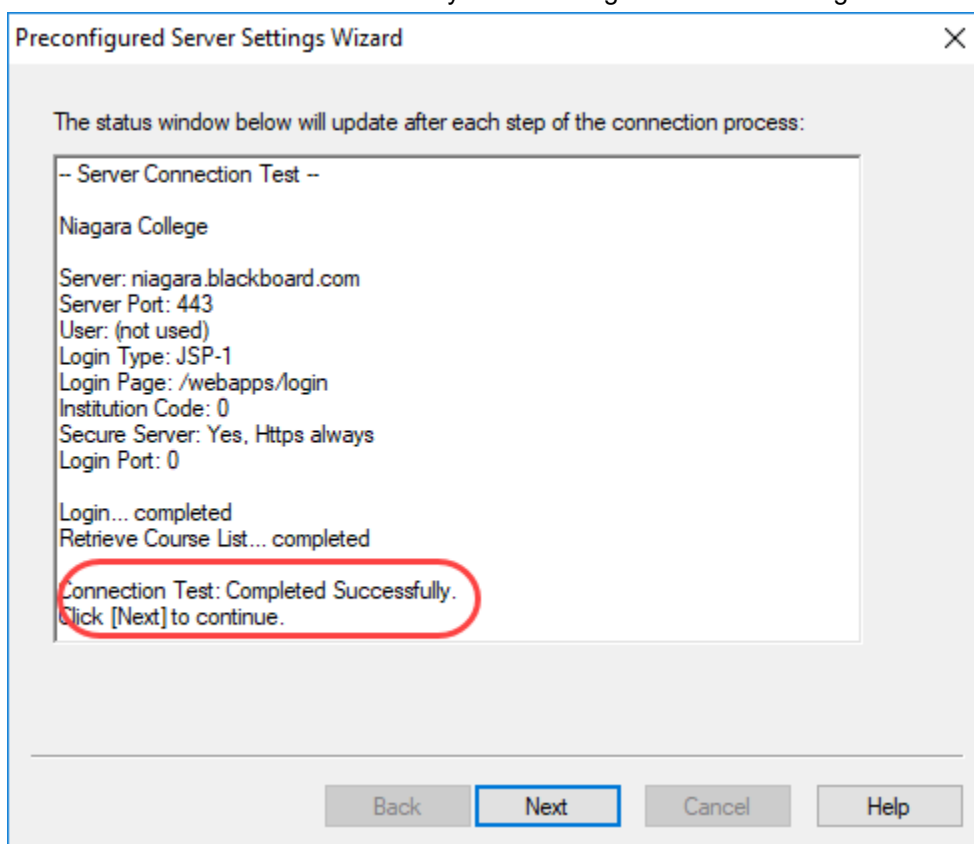 Preconfigured Server Settings Wizard
The status window below will update after each step of the connection process:
-- Server Connection Test --
Niagara College
Server: niagara.blackboard.com
Server Port: 443
User: (not used)
Login Type: JSP-1
Login Page: /webapps/login
Institution Code: 0
Secure Server: Yes, Https always
Login Port: 0
Login... completed
Retrieve Course List... completed
Connection Test: Completed Successfully.
Click [Next] to continue.
Back Next Cancel Help